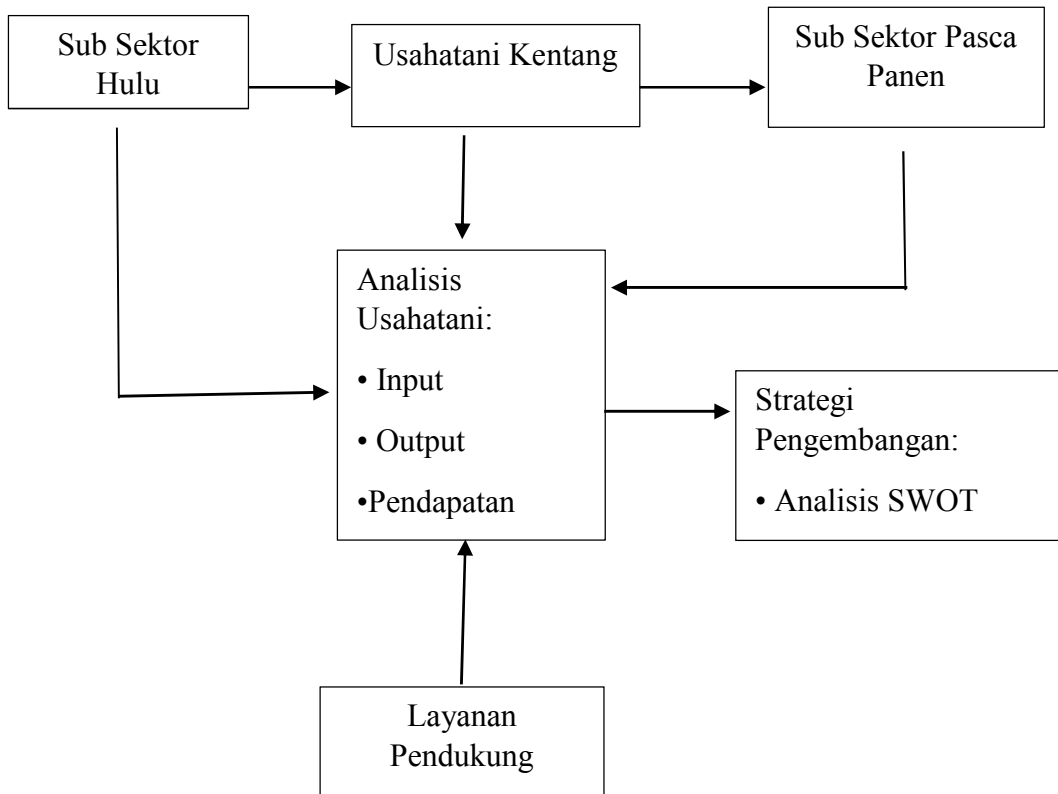 Sub Sektor
Hulu
Usahatani Kentang
Sub Sektor Pasca
Panen
Analisis
Usahatani:
• Input
• Output
•Pendapatan
Strategi
Pengembangan:
• Analisis SWOT
Layanan
Pendukung